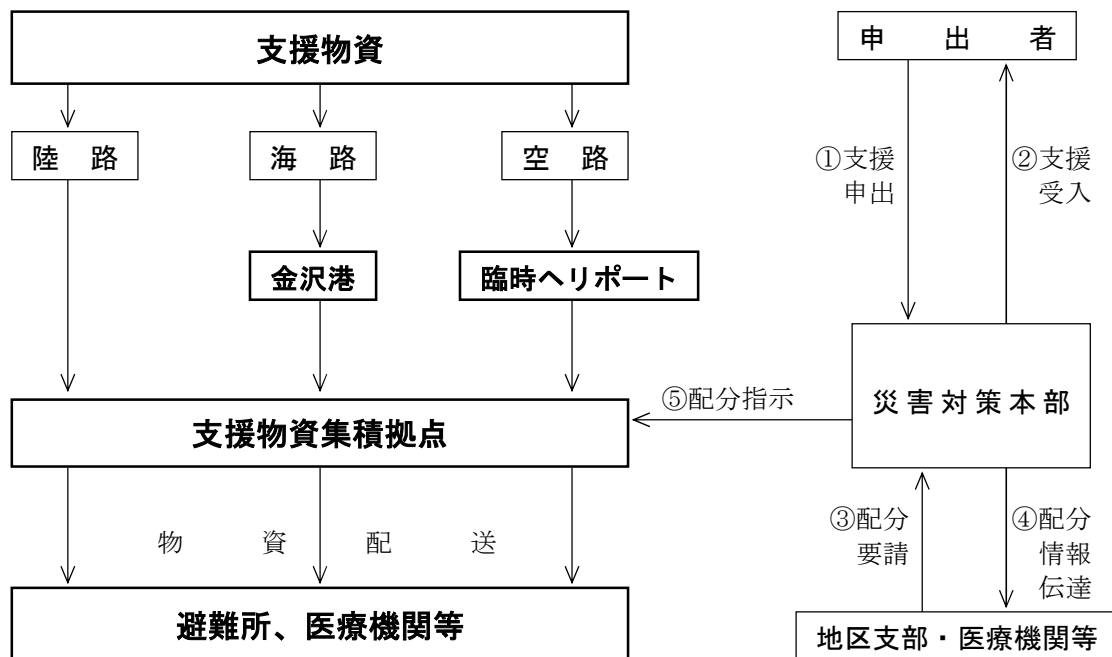 支援物資
申出者
陸路
海路
空路
①支援
申出
②支援
受入
金沢港
臨時ヘリポート
⑤配分指示
災害対策本部
支援物資集積拠点
③配分
要請
④配分
情報
伝達
物資配送
避難所、医療機関等
地区支部・医療機関等